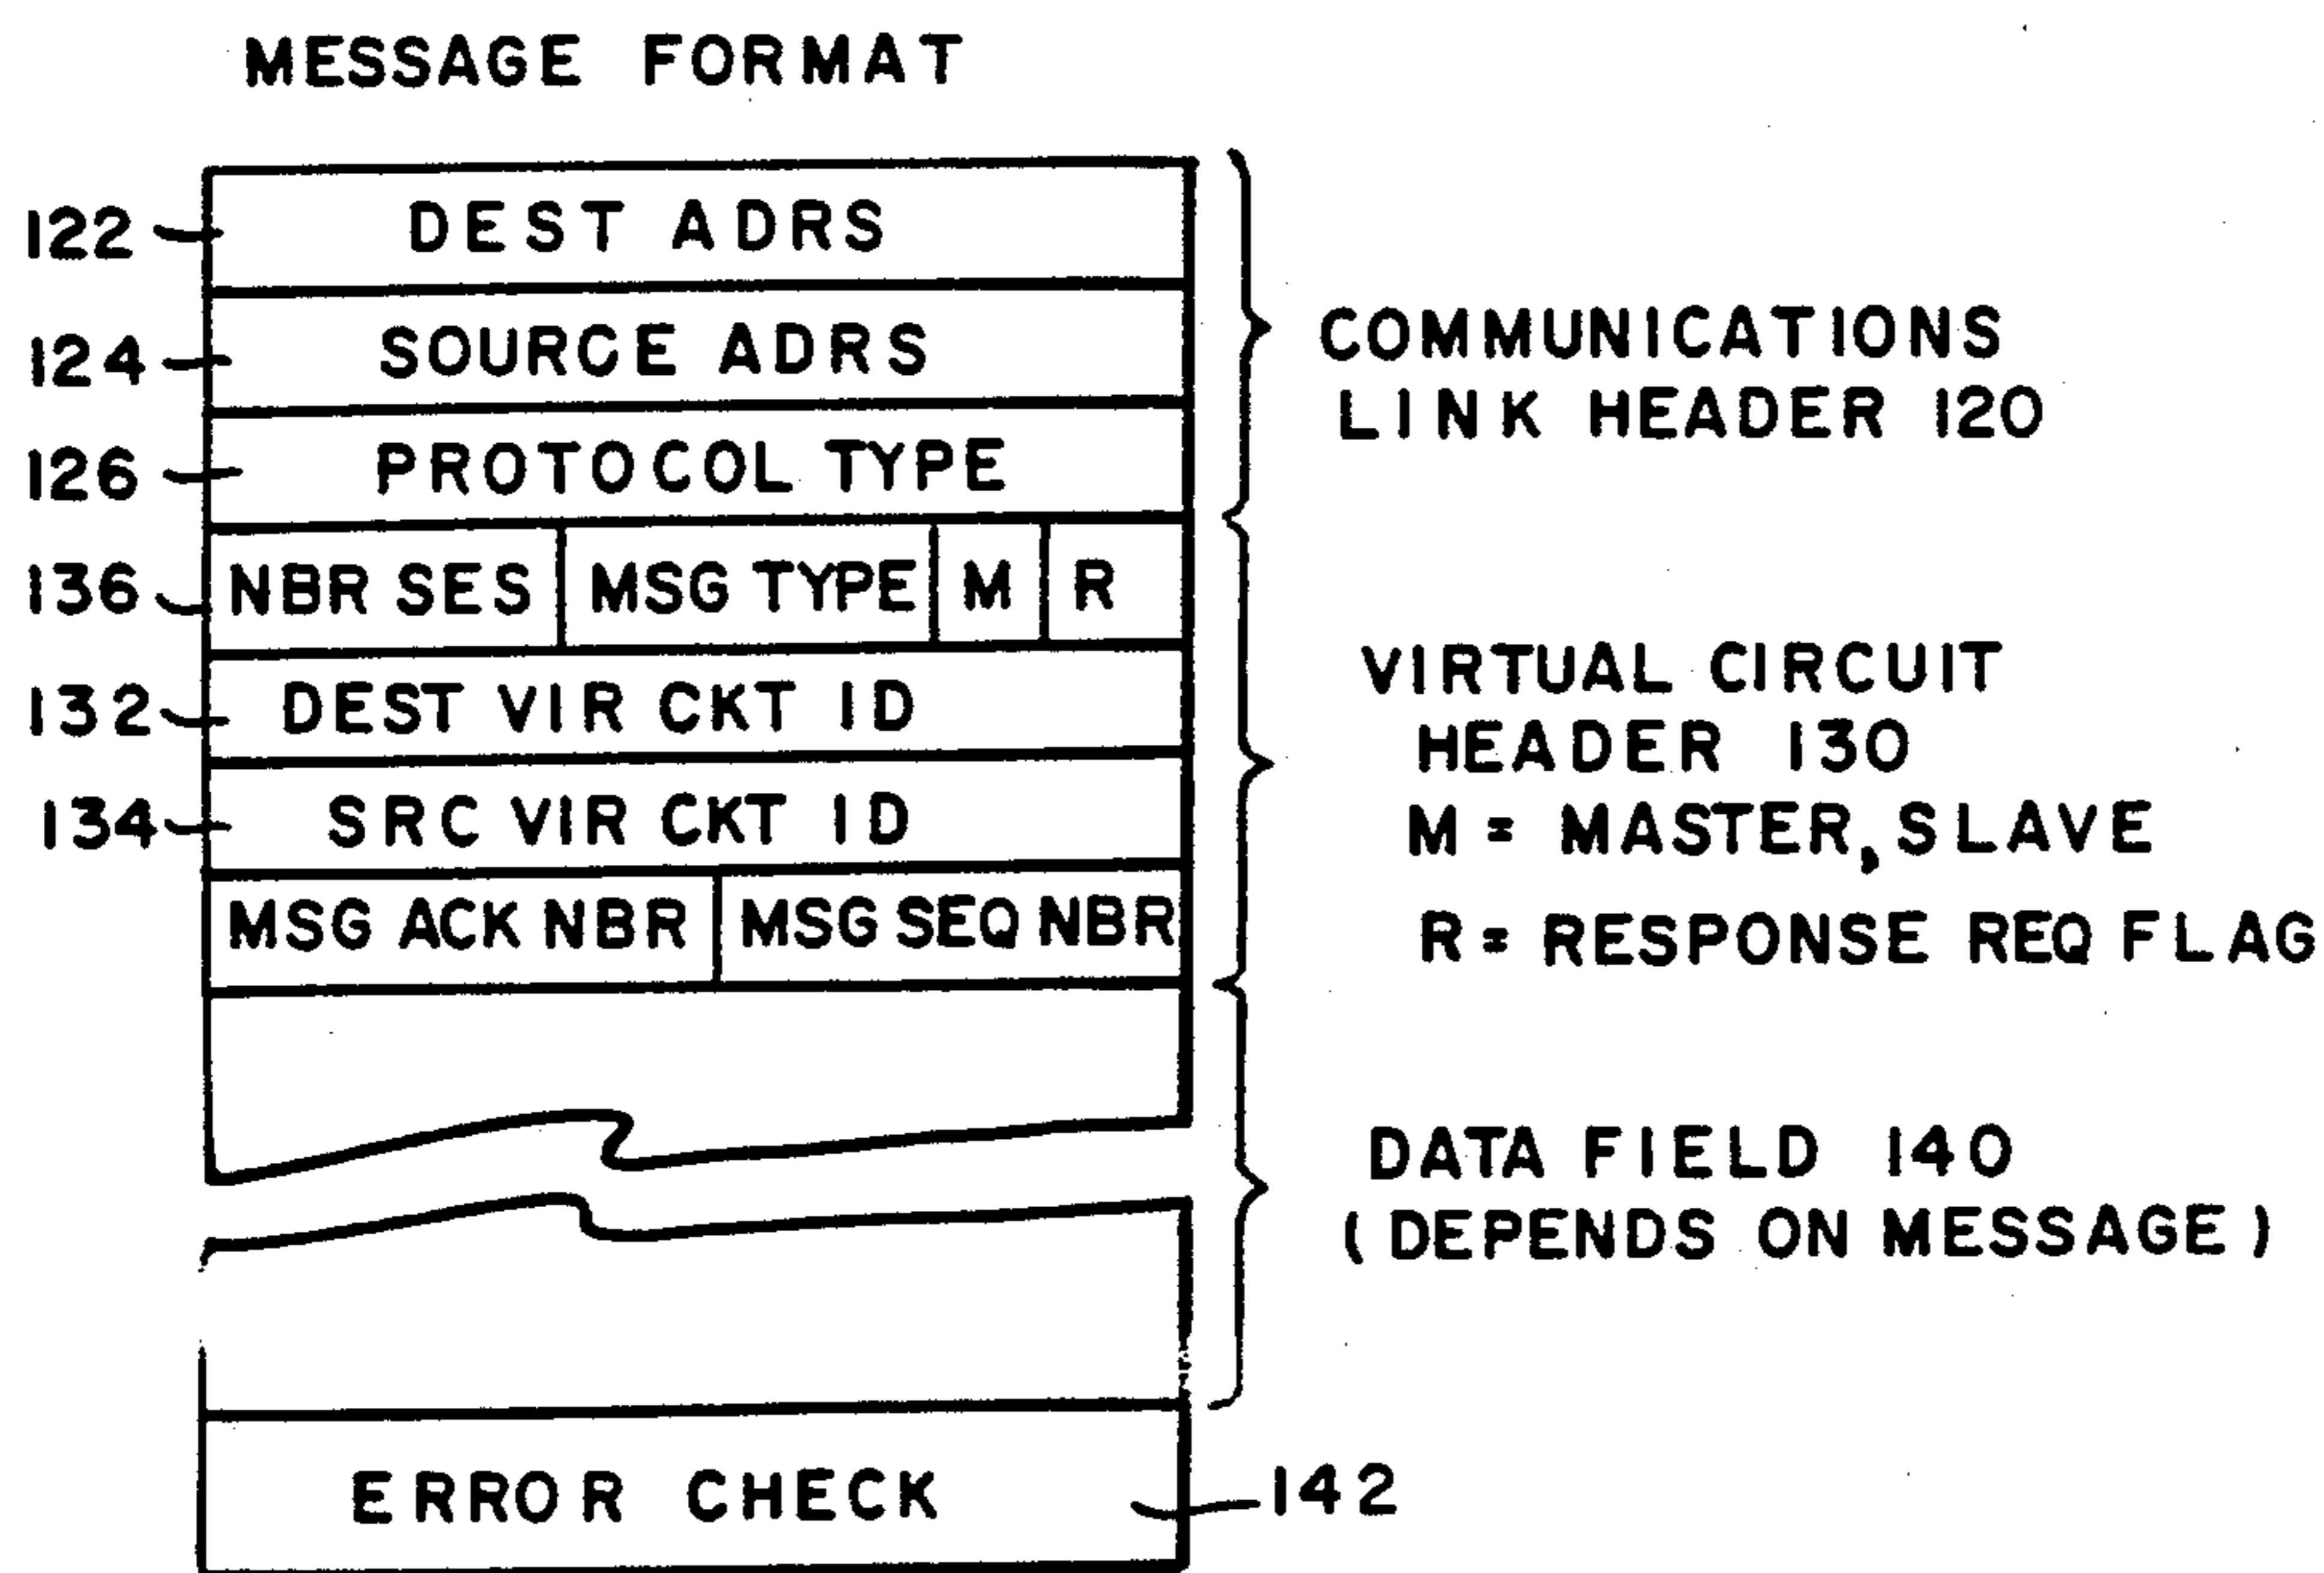 MESSAGE FORMAT
122 DEST ADRS
124 SOURCE ADRS
COMMUNICATIONS
LINK HEADER 120
126 PROTOCOL TYPE
136 NBR SES MSG TYPE M R
132 DEST VIR CKT ID
134 SRC VIR CKT ID
MSG ACK NBR MSG SEQ NBR
VIRTUAL CIRCUIT
HEADER 130
M = MASTER, SLAVE
R = RESPONSE REQ FLAG
DATA FIELD 140
(DEPENDS ON MESSAGE)
ERROR CHECK 142